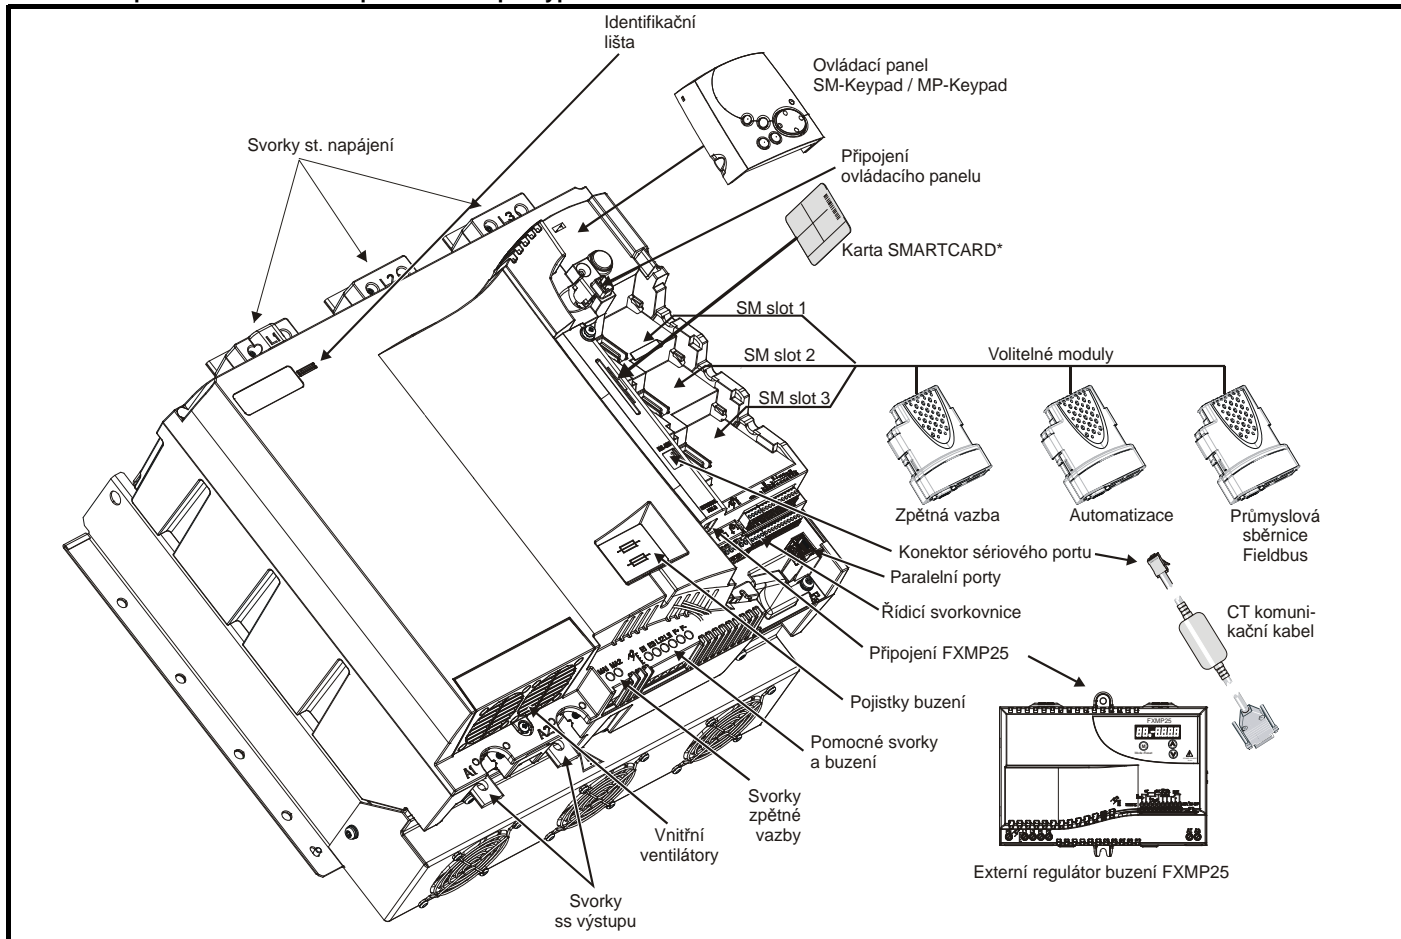 Identifikační
lišta
Ovládací panel
SM-Keypad / MP-Keypad
Svorky st. napájení
Připojení
ovládacího panelu
L3
L2
L1
Karta SMARTCARD*
SM slot 1
SM slot 2
SM slot 3
Volitelné moduly
Zpětná vazba
Automatizace
Průmyslová
sběrnice
Fieldbus
Konektor sériového portu
Paralelní porty
Řídicí svorkovnice
CT komuni-
kační kabel
Připojení FXMP25
Pojistky buzení
Pomocné svorky
a buzení
Svorky
zpětné
vazby
Vnitřní
ventilátory
Svorky
ss výstupu
A1
A2
FXMP25
Externí regulátor buzení FXMP25